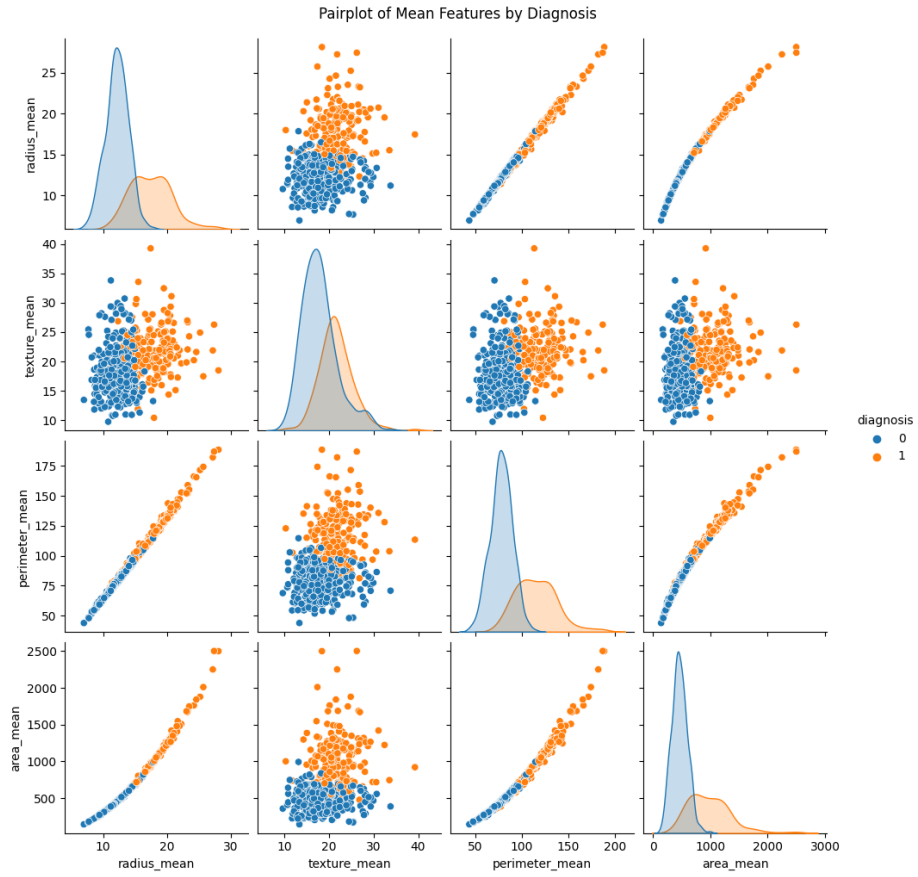 Pairplot of Mean Features by Diagnosis
radius_mean
25
20
15
10
texture_mean
40
35
30
25
20
15
10
diagnosis
0
1
perimeter_mean
175
150
125
100
75
50
area_mean
2500
2000
1500
1000
500
10 20 30
radius_mean
10 20 30 40
texture_mean
50 100 150 200
perimeter_mean
0 1000 2000 3000
area_mean